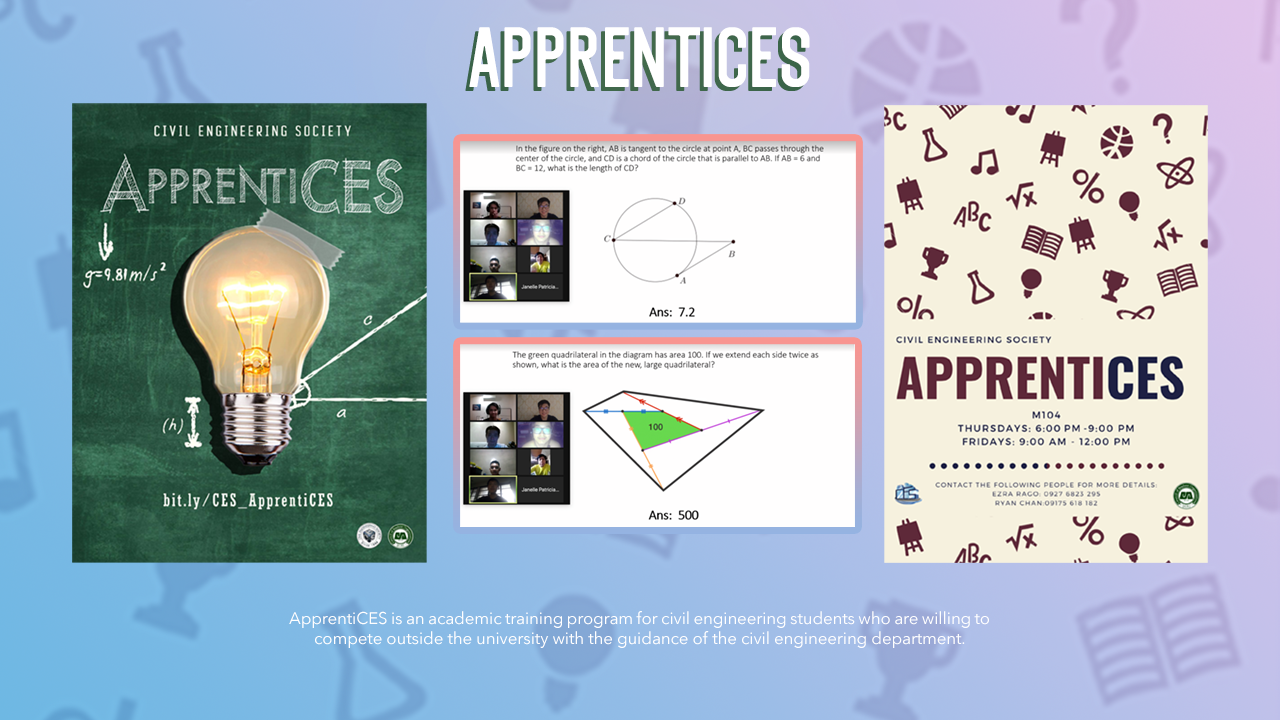 APPRENTICES
CIVIL ENGINEERING SOCIETY
APPRENTICES
g=9.81m/s²
c
a
(h)
bit.ly/CES_ApprentiCES
In the figure on the right, AB is tangent to the circle at point A, BC passes through the
center of the circle, and CD is a chord of the circle that is parallel to AB. If AB = 6 and
BC = 12, what is the length of CD?
D
C
B
A
Janelle Patricia...
Ans: 7.2
The green quadrilateral in the diagram has area 100. If we extend each side twice as
shown, what is the area of the new, large quadrilateral?
100
Janelle Patricia...
Ans: 500
BC
ABC
√x
%
√x
%
CIVIL ENGINEERING SOCIETY
APPRENTICES
M104
THURSDAYS: 6:00 PM -9:00 PM
FRIDAYS: 9:00 AM - 12:00 PM
CONTACT THE FOLLOWING PEOPLE FOR MORE DETAILS:
EZRA RAGO: 0927 6823 295
RYAN CHAN:09175 618 182
ABC
√x
%
ApprentiCES is an academic training program for civil engineering students who are willing to
compete outside the university with the guidance of the civil engineering department.